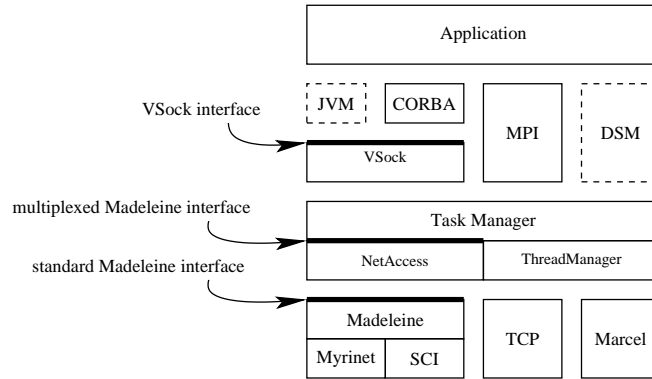 Application
JVM
CORBA
VSock interface
MPI
DSM
VSock
multiplexed Madeleine interface
Task Manager
NetAccess
ThreadManager
standard Madeleine interface
Madeleine
TCP
Marcel
Myrinet
SCI